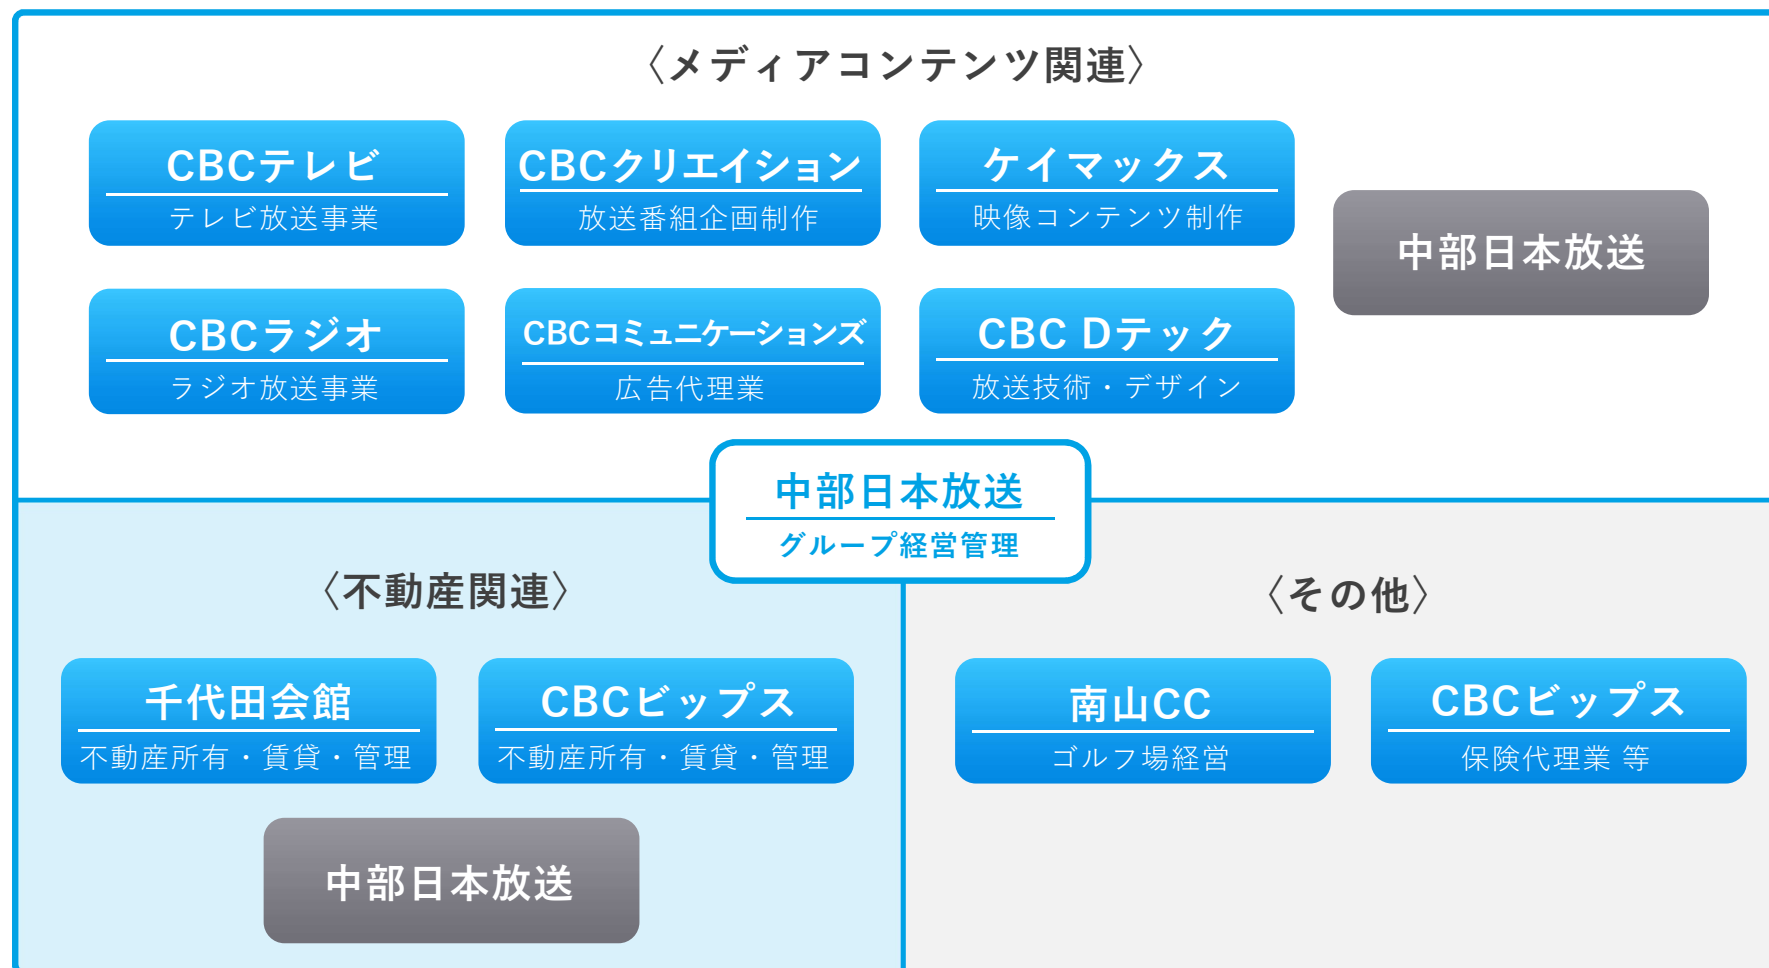 〈メディアコンテンツ関連〉
CBCテレビ
テレビ放送事業
CBCクリエイション
放送番組企画制作
ケイマックス
映像コンテンツ制作
中部日本放送
CBCラジオ
ラジオ放送事業
CBCコミュニケーションズ
広告代理業
CBC Dテック
放送技術・デザイン
中部日本放送
グループ経営管理
〈不動産関連〉
千代田会館
不動産所有・賃貸・管理
CBCビップス
不動産所有・賃貸・管理
中部日本放送
〈その他〉
南山CC
ゴルフ場経営
CBCビップス
保険代理業 等